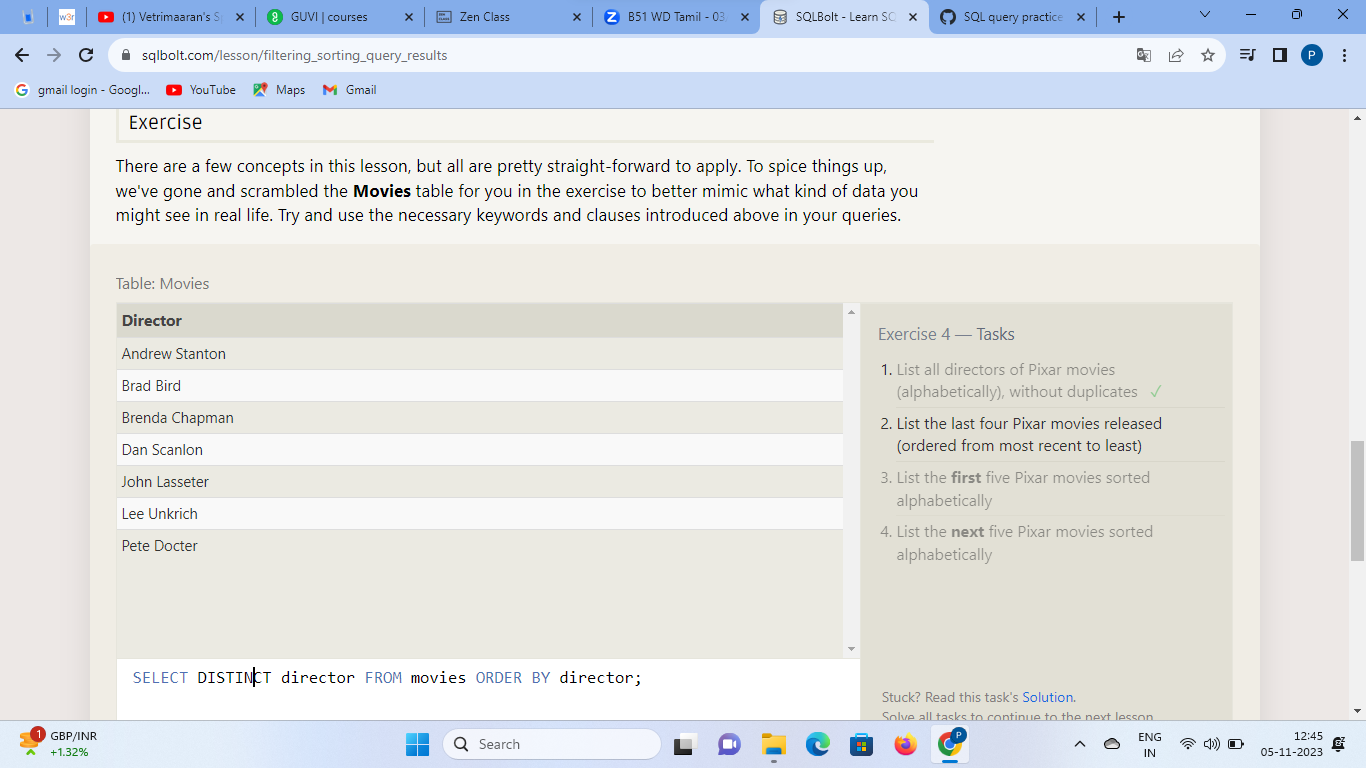 w3r
(1) Vetrimaaran's S
GUVI | courses
Zen Class
B51 WD Tamil - 03
SQLBolt - Learn S
SQL query practice
sqlbolt.com/lesson/filtering_sorting_query_results
P
gmail login - Googl...
YouTube
Maps
Gmail
Exercise
There are a few concepts in this lesson, but all are pretty straight-forward to apply. To spice things up,
we've gone and scrambled the Movies table for you in the exercise to better mimic what kind of data you
might see in real life. Try and use the necessary keywords and clauses introduced above in your queries.
Table: Movies
Director
Andrew Stanton
Brad Bird
Brenda Chapman
Dan Scanlon
John Lasseter
Lee Unkrich
Pete Docter
SELECT DISTINCT director FROM movies ORDER BY director;
Exercise 4 — Tasks
1. List all directors of Pixar movies
(alphabetically), without duplicates ✓
2. List the last four Pixar movies released
(ordered from most recent to least)
3. List the first five Pixar movies sorted
alphabetically
4. List the next five Pixar movies sorted
alphabetically
Stuck? Read this task's Solution.
Solve all tasks to continue to the next lesson
1
GBP/INR
+1.32%
Search
P
ENG
IN
12:45
05-11-2023